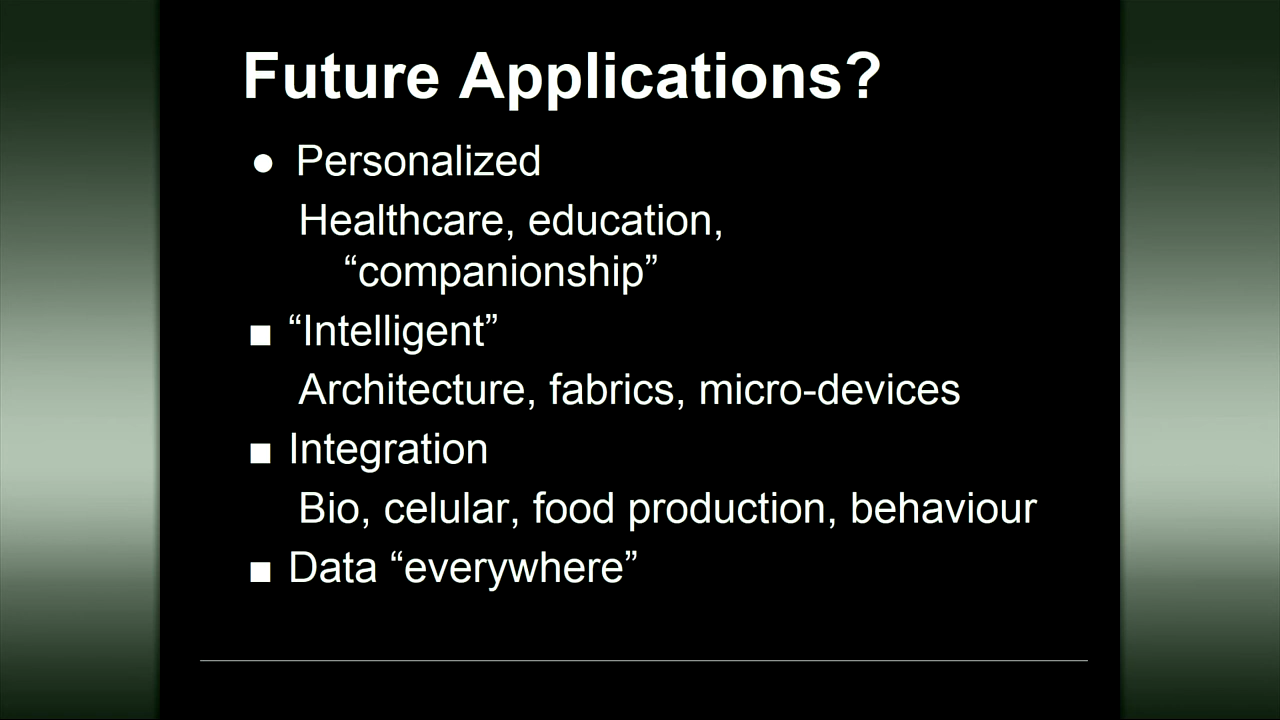 Future Applications?
● Personalized
Healthcare, education,
“companionship”
■ “Intelligent”
Architecture, fabrics, micro-devices
■ Integration
Bio, celular, food production, behaviour
■ Data “everywhere”